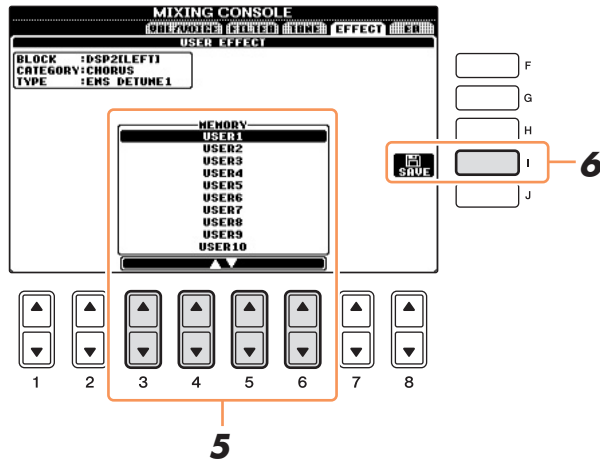 MIXING CONSOLE
VOL/VOICE FILTER TUNE EFFECT EQ
USER EFFECT
BLOCK :DSP2[LEFT]
CATEGORY:CHORUS
TYPE :ENS DETUNE1
MEMORY
USER1
USER2
USER3
USER4
USER5
USER6
USER7
USER8
USER9
USER10
SAVE
F
G
H
I
J
6
1 2 3 4 5 6 7 8
5